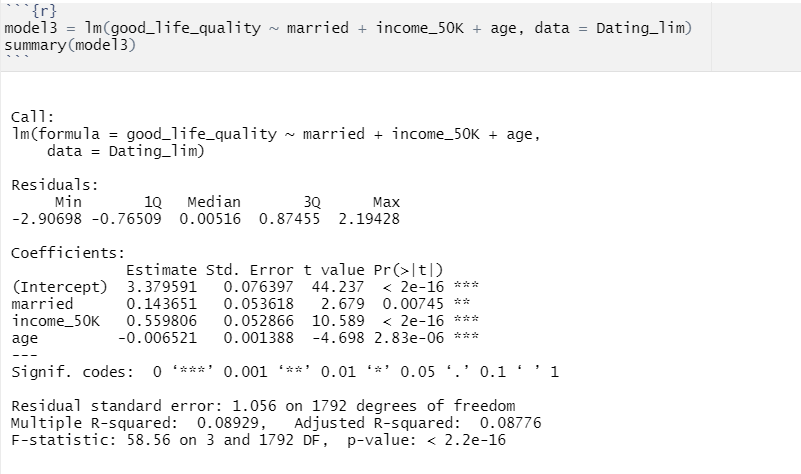 ```{r}
model3 = lm(good_life_quality ~ married + income_50K + age, data = Dating_lim)
summary(model3)
```
Call:
lm(formula = good_life_quality ~ married + income_50K + age,
    data = Dating_lim)
Residuals:
     Min       1Q   Median       3Q      Max
-2.90698 -0.76509  0.00516  0.87455  2.19428
Coefficients:
             Estimate Std. Error t value Pr(>|t|)
(Intercept)  3.379591   0.076397  44.237  < 2e-16 ***
married      0.143651   0.053618   2.679  0.00745 **
income_50K   0.559806   0.052866  10.589  < 2e-16 ***
age         -0.006521   0.001388  -4.698 2.83e-06 ***
---
Signif. codes:  0 ‘***’ 0.001 ‘**’ 0.01 ‘*’ 0.05 ‘.’ 0.1 ‘ ’ 1
Residual standard error: 1.056 on 1792 degrees of freedom
Multiple R-squared:  0.08929,   Adjusted R-squared:  0.08776
F-statistic: 58.56 on 3 and 1792 DF,  p-value: < 2.2e-16